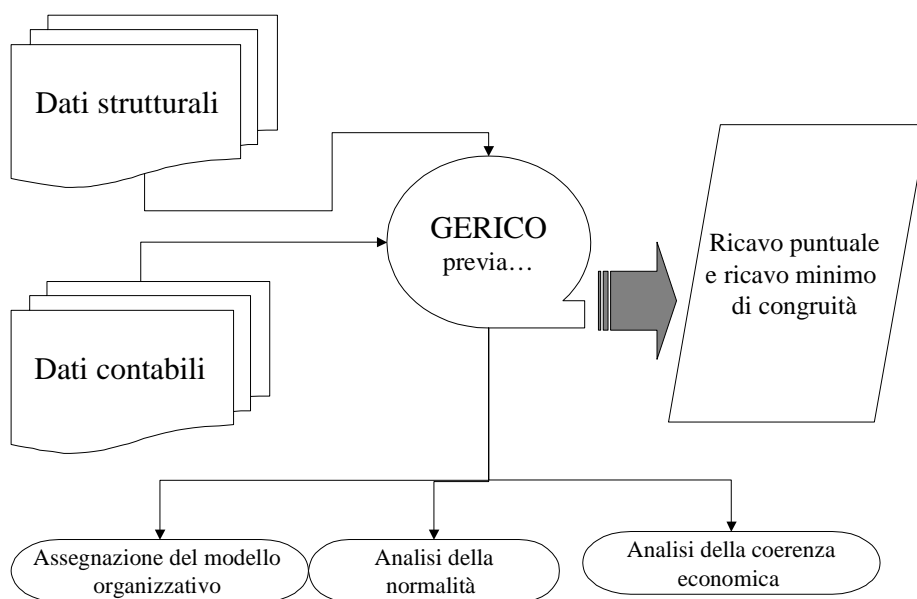 Dati strutturali
GERICO
previa…
Ricavo puntuale
e ricavo minimo
di congruità
Dati contabili
Assegnazione del modello
organizzativo
Analisi della
normalità
Analisi della coerenza
economica